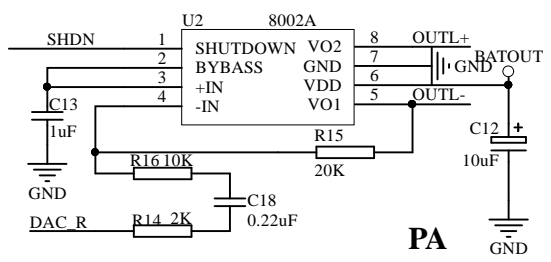 U2 8002A
SHDN 1 SHUTDOWN VO2 8 OUTL+
2 BYBASS GND 7 GND BATOUT
3 +IN VDD 6
4 -IN VO1 5 OUTL-
C13
1uF
GND
R15
20K
C12 +
10uF
GND
R16 10K
C18
0.22uF
DAC_R R14 2K
PA